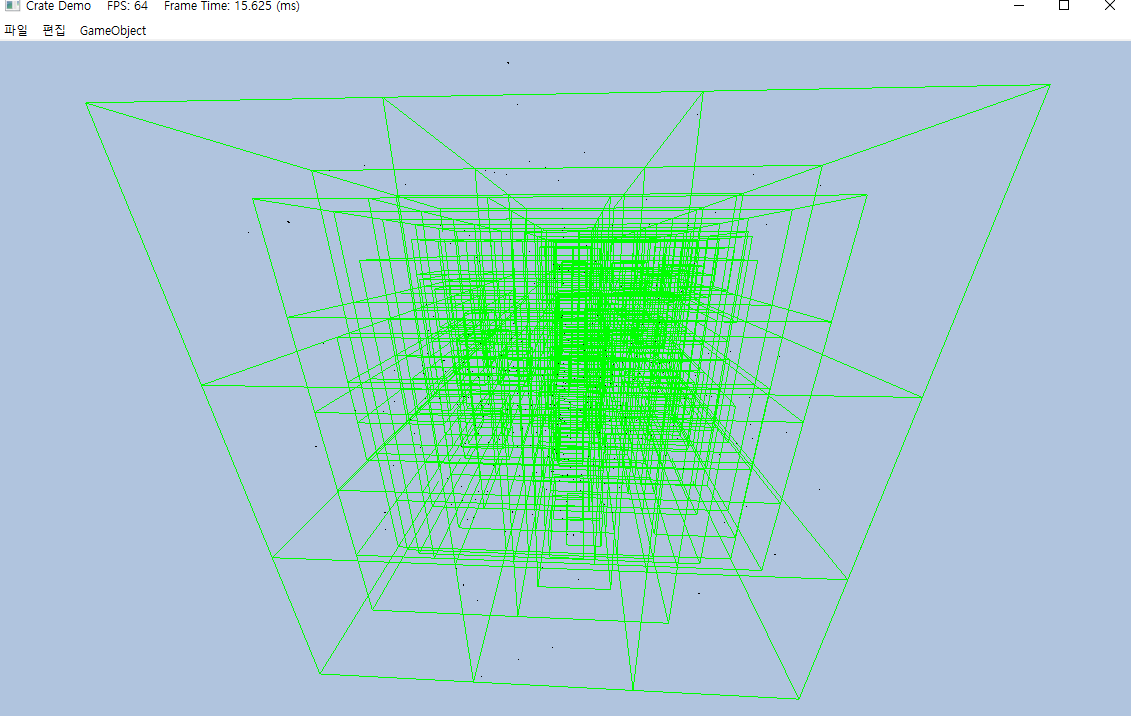 Crate Demo FPS: 64 Frame Time: 15.625 (ms)
파일 편집 GameObject